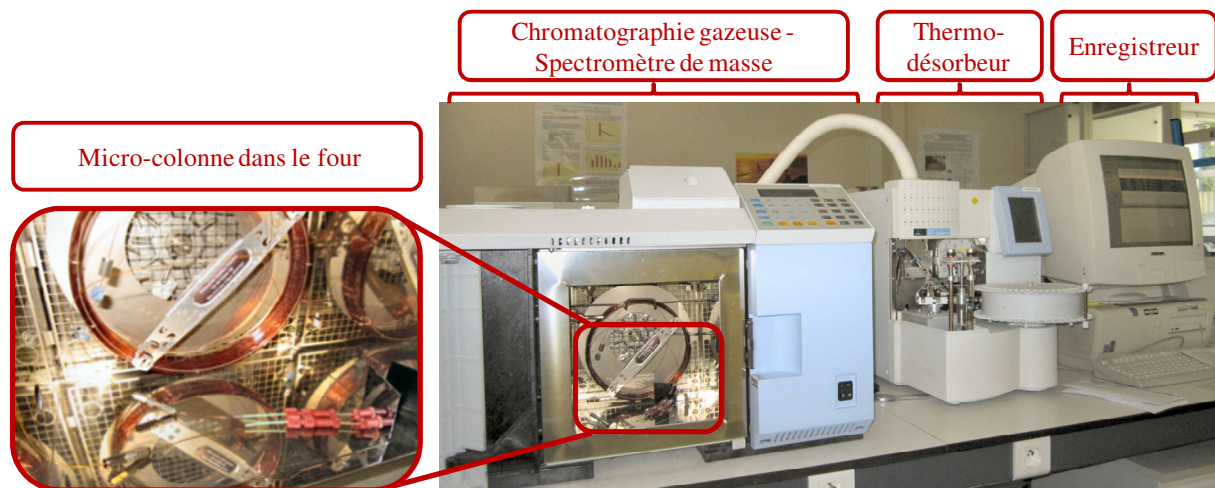 Chromatographie gazeuse -
Spectromètre de masse
Thermo-
désorbeur
Enregistreur
Micro-colonne dans le four